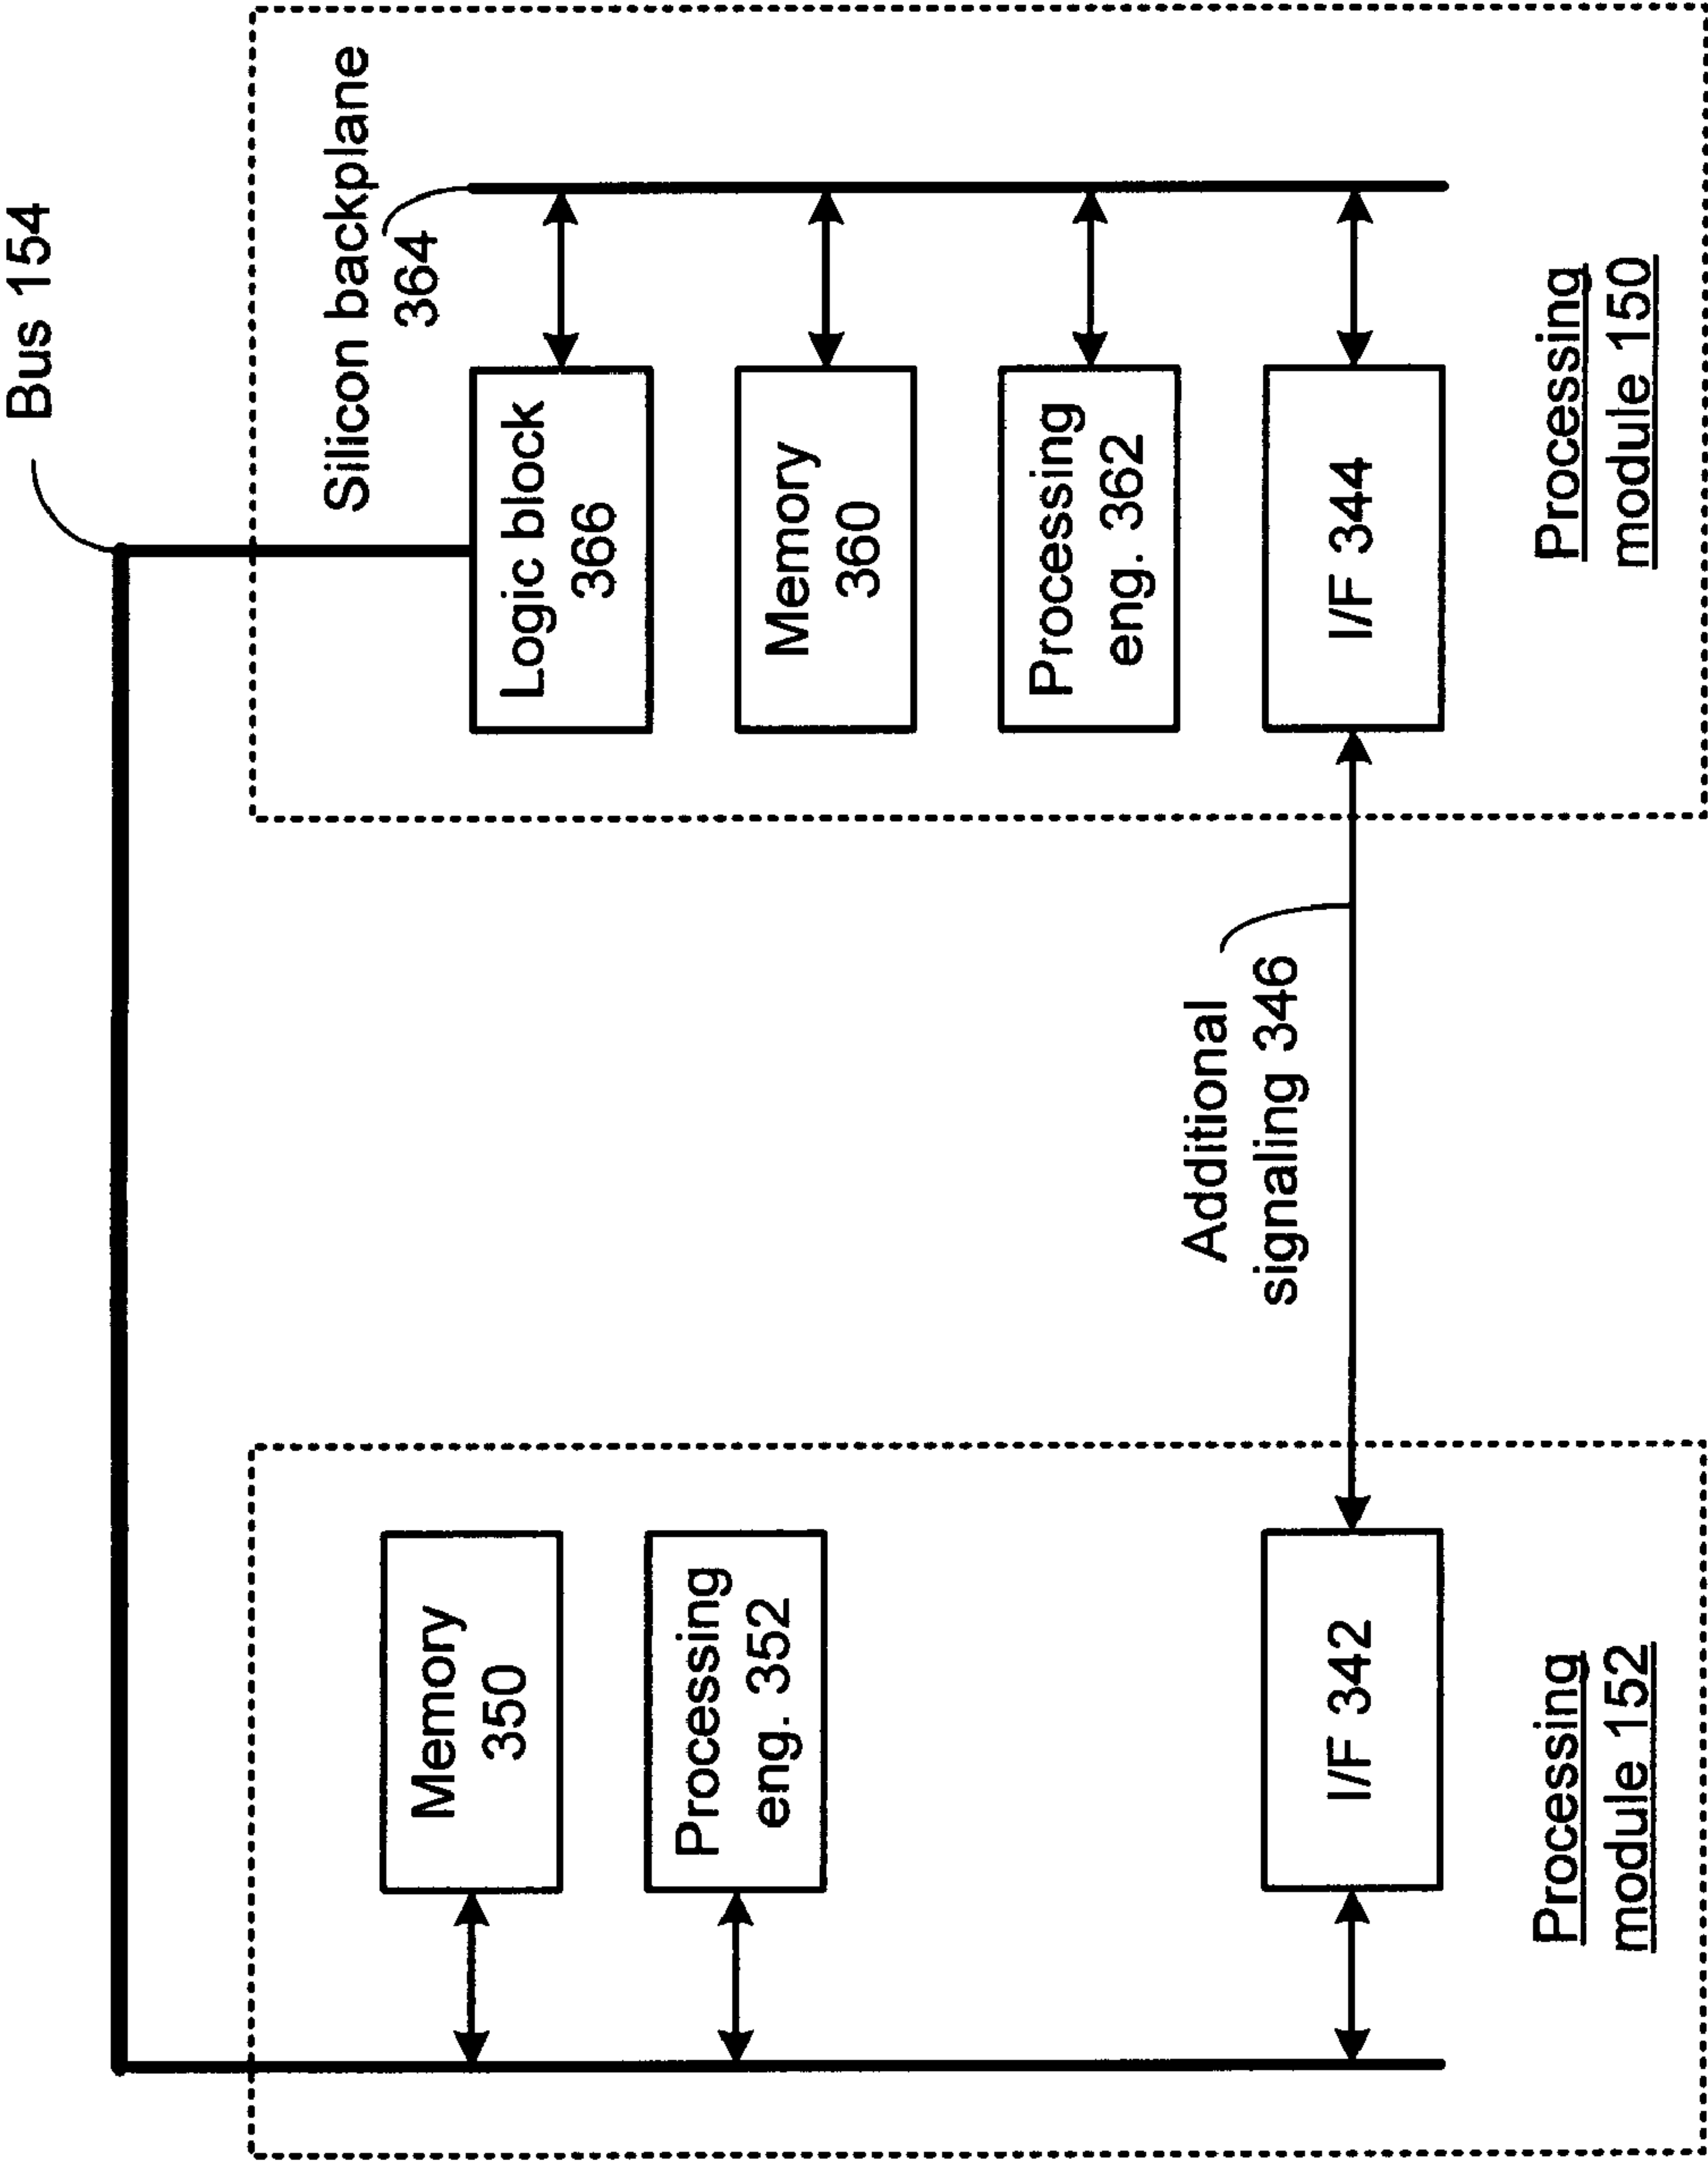 Bus 154
Silicon backplane
364
Memory
350
Logic block
366
Processing
eng. 352
Memory
360
Processing
eng. 362
Additional
signaling 346
I/F 342
I/F 344
Processing
module 152
Processing
module 150